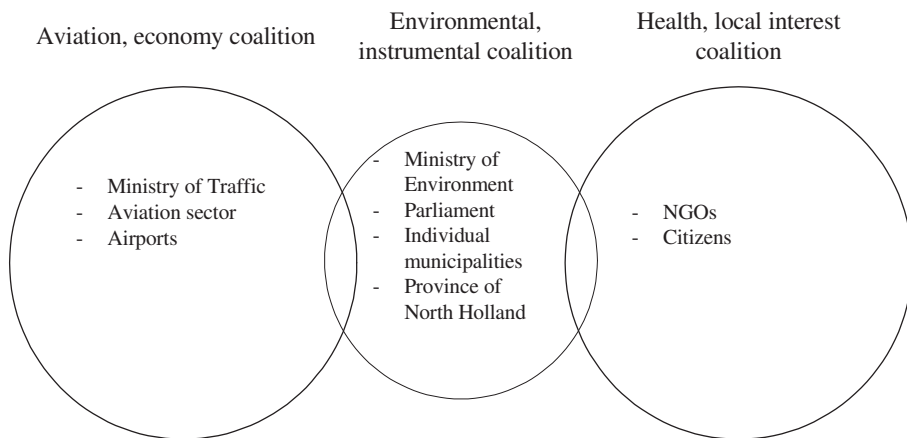 Aviation, economy coalition
Environmental,
instrumental coalition
Health, local interest
coalition
- Ministry of Traffic
- Aviation sector
- Airports
- Ministry of
Environment
- Parliament
- Individual
municipalities
- Province of
North Holland
- NGOs
- Citizens